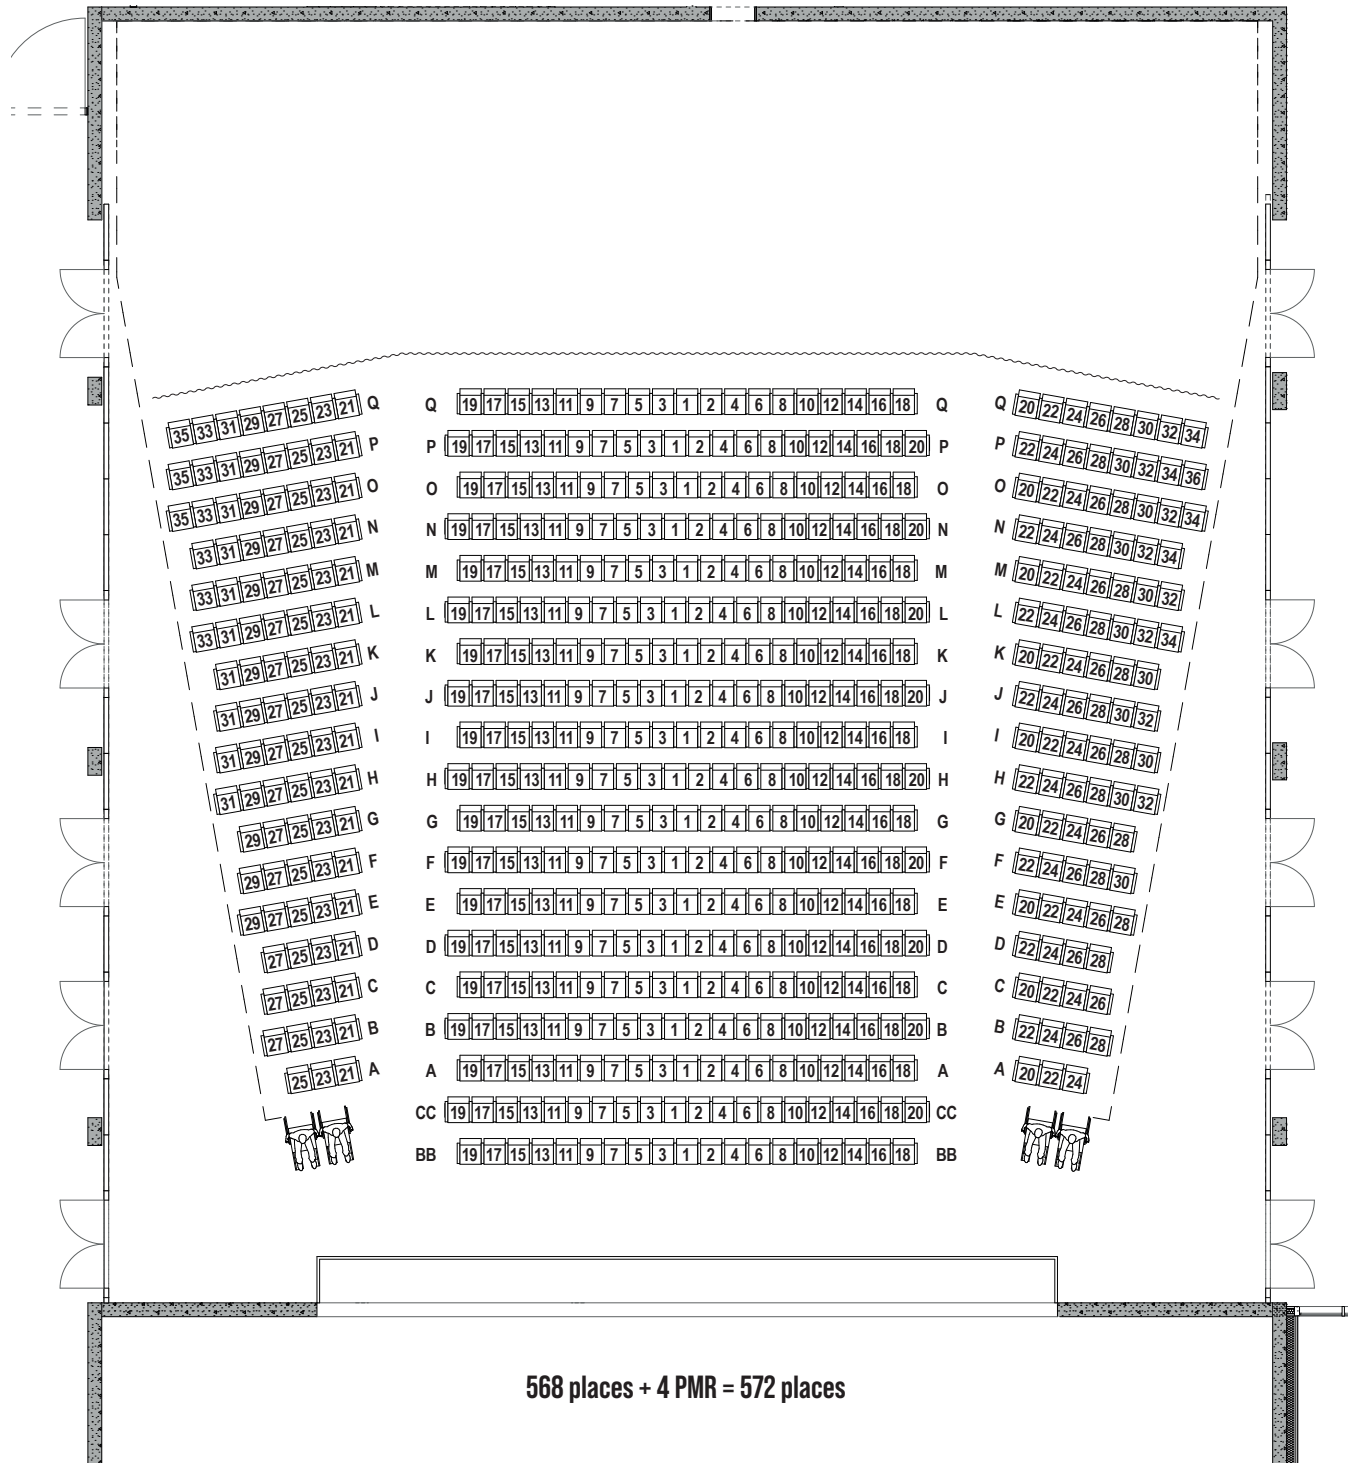 35 33 31 29 27 25 23 21 Q Q 19 17 15 13 11 9 7 5 3 1 2 4 6 8 10 12 14 16 18 Q Q 20 22 24 26 28 30 32 34
35 33 31 29 27 25 23 21 P P 19 17 15 13 11 9 7 5 3 1 2 4 6 8 10 12 14 16 18 20 P P 22 24 26 28 30 32 34 36
35 33 31 29 27 25 23 21 O O 19 17 15 13 11 9 7 5 3 1 2 4 6 8 10 12 14 16 18 O O 20 22 24 26 28 30 32 34
33 31 29 27 25 23 21 N N 19 17 15 13 11 9 7 5 3 1 2 4 6 8 10 12 14 16 18 20 N N 22 24 26 28 30 32 34
33 31 29 27 25 23 21 M M 19 17 15 13 11 9 7 5 3 1 2 4 6 8 10 12 14 16 18 M M 20 22 24 26 28 30 32
33 31 29 27 25 23 21 L L 19 17 15 13 11 9 7 5 3 1 2 4 6 8 10 12 14 16 18 20 L L 22 24 26 28 30 32 34
31 29 27 25 23 21 K K 19 17 15 13 11 9 7 5 3 1 2 4 6 8 10 12 14 16 18 K K 20 22 24 26 28 30
31 29 27 25 23 21 J J 19 17 15 13 11 9 7 5 3 1 2 4 6 8 10 12 14 16 18 20 J J 22 24 26 28 30 32
31 29 27 25 23 21 I I 19 17 15 13 11 9 7 5 3 1 2 4 6 8 10 12 14 16 18 I I 20 22 24 26 28 30
31 29 27 25 23 21 H H 19 17 15 13 11 9 7 5 3 1 2 4 6 8 10 12 14 16 18 20 H H 22 24 26 28 30 32
29 27 25 23 21 G G 19 17 15 13 11 9 7 5 3 1 2 4 6 8 10 12 14 16 18 G G 20 22 24 26 28
29 27 25 23 21 F F 19 17 15 13 11 9 7 5 3 1 2 4 6 8 10 12 14 16 18 20 F F 22 24 26 28 30
29 27 25 23 21 E E 19 17 15 13 11 9 7 5 3 1 2 4 6 8 10 12 14 16 18 E E 20 22 24 26 28
27 25 23 21 D D 19 17 15 13 11 9 7 5 3 1 2 4 6 8 10 12 14 16 18 20 D D 22 24 26 28
27 25 23 21 C C 19 17 15 13 11 9 7 5 3 1 2 4 6 8 10 12 14 16 18 C C 20 22 24 26
27 25 23 21 B B 19 17 15 13 11 9 7 5 3 1 2 4 6 8 10 12 14 16 18 20 B B 22 24 26 28
25 23 21 A A 19 17 15 13 11 9 7 5 3 1 2 4 6 8 10 12 14 16 18 A A 20 22 24
CC 19 17 15 13 11 9 7 5 3 1 2 4 6 8 10 12 14 16 18 20 CC
BB 19 17 15 13 11 9 7 5 3 1 2 4 6 8 10 12 14 16 18 BB
568 places + 4 PMR = 572 places